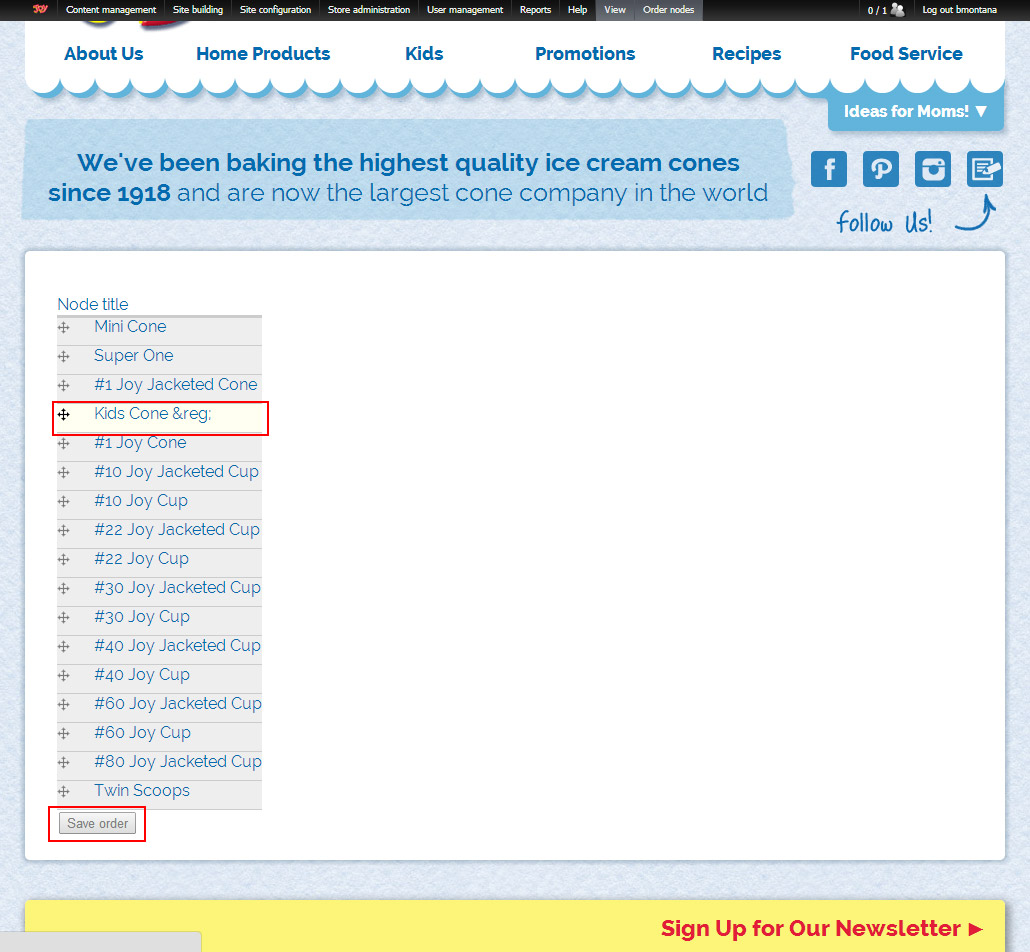 JOY Content management Site building Site configuration Store administration User management Reports Help View Order nodes 0 / 1 Log out bmontana
About Us Home Products Kids Promotions Recipes Food Service
Ideas for Moms! ▼
We've been baking the highest quality ice cream cones
since 1918 and are now the largest cone company in the world
follow Us!
Node title
Mini Cone
Super One
#1 Joy Jacketed Cone
Kids Cone &reg;
#1 Joy Cone
#10 Joy Jacketed Cup
#10 Joy Cup
#22 Joy Jacketed Cup
#22 Joy Cup
#30 Joy Jacketed Cup
#30 Joy Cup
#40 Joy Jacketed Cup
#40 Joy Cup
#60 Joy Jacketed Cup
#60 Joy Cup
#80 Joy Jacketed Cup
Twin Scoops
Save order
Sign Up for Our Newsletter ►